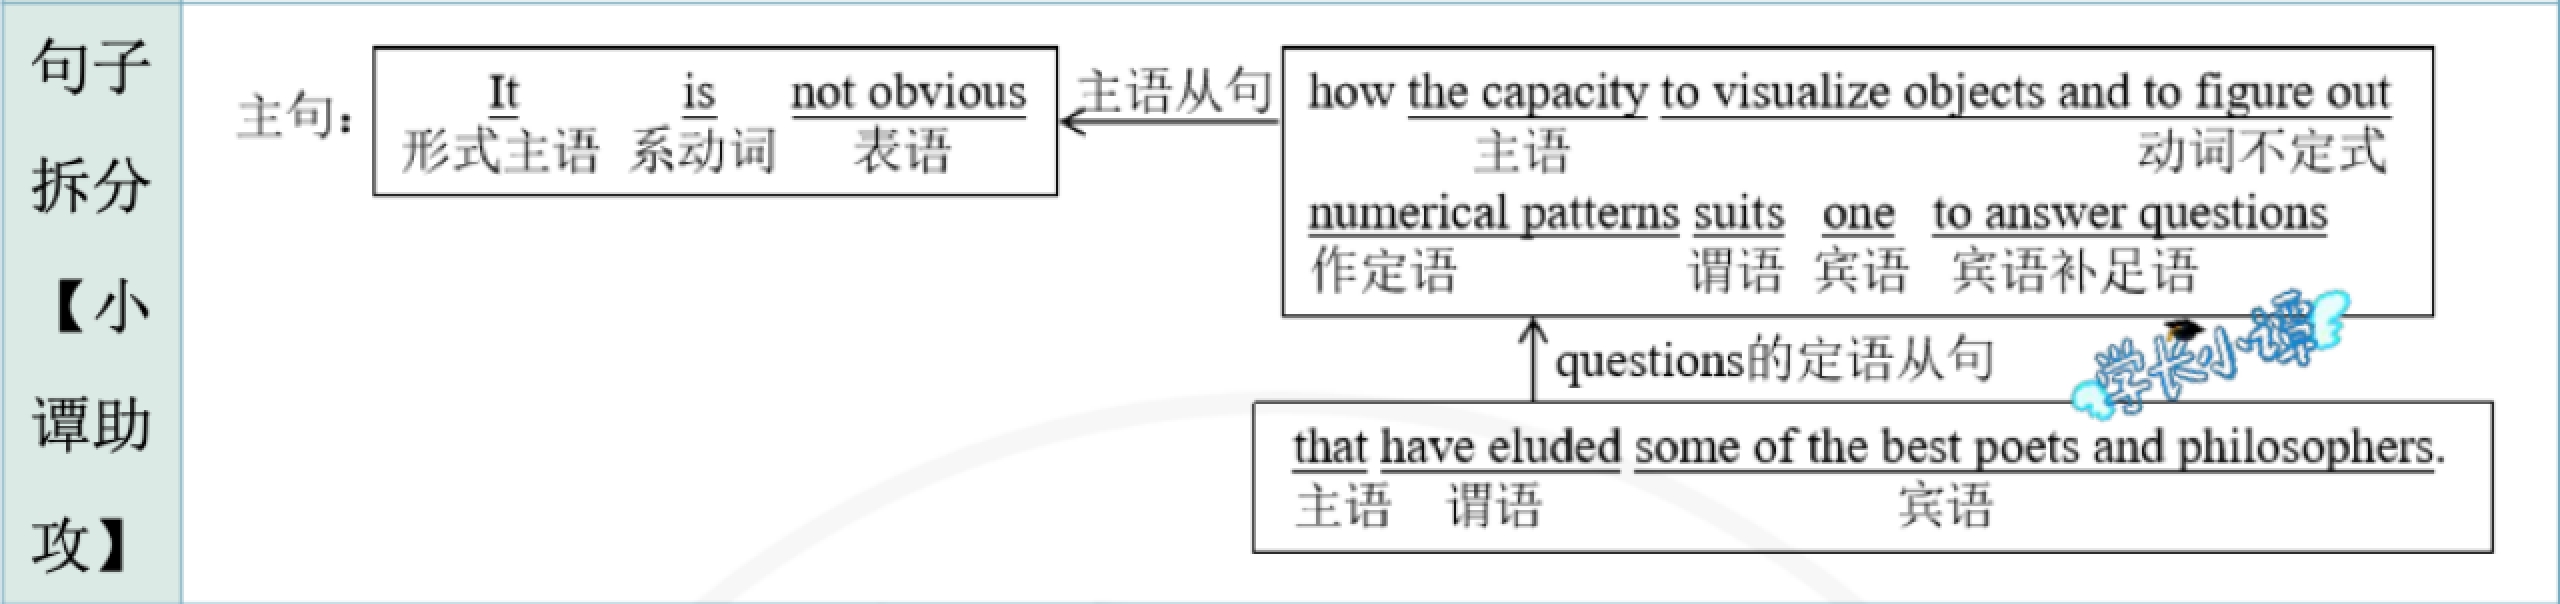 句子
拆分
【小
谭助
攻】
主句：
It is not obvious
形式主语 系动词 表语
主语从句
how the capacity to visualize objects and to figure out
主语 动词不定式
numerical patterns suits one to answer questions
作定语 谓语 宾语 宾语补足语
questions的定语从句
学长小谭
that have eluded some of the best poets and philosophers.
主语 谓语 宾语